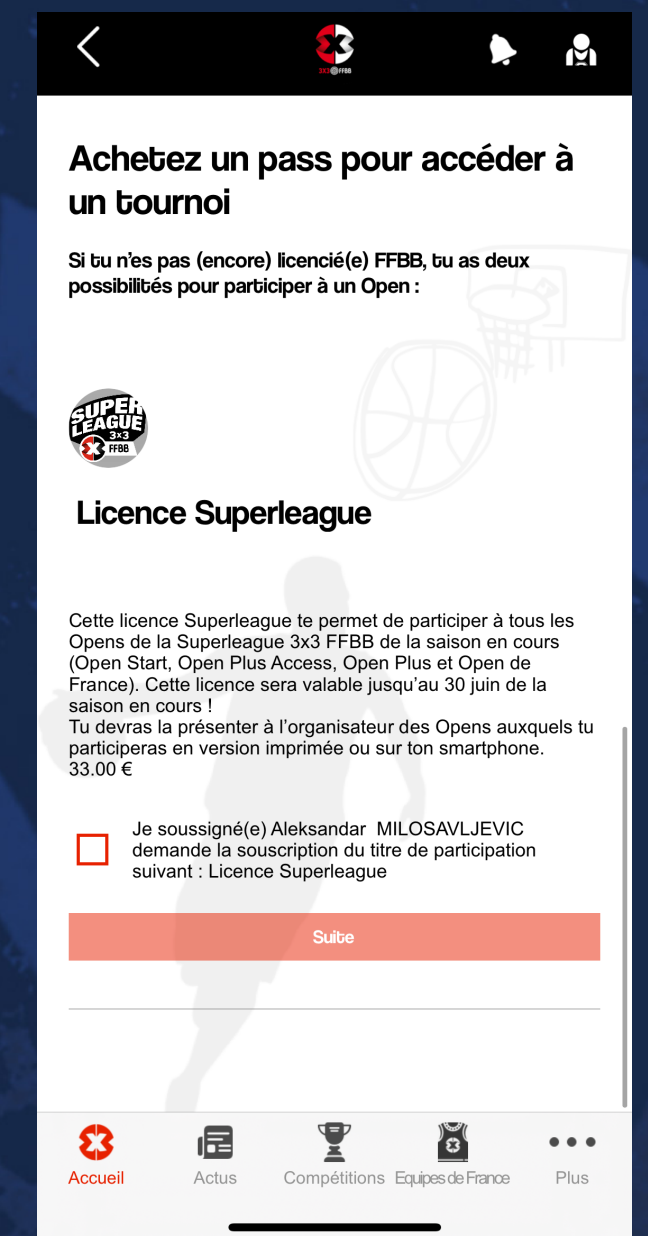 3X3 FFBB
Achetez un pass pour accéder à
un tournoi
Si tu n'es pas (encore) licencié(e) FFBB, tu as deux
possibilités pour participer à un Open :
SUPER
LEAGUE
3x3
FFBB
Licence Superleague
Cette licence Superleague te permet de participer à tous les
Opens de la Superleague 3x3 FFBB de la saison en cours
(Open Start, Open Plus Access, Open Plus et Open de
France). Cette licence sera valable jusqu'au 30 juin de la
saison en cours !
Tu devras la présenter à l'organisateur des Opens auxquels tu
participeras en version imprimée ou sur ton smartphone.
33.00 €
Je soussigné(e) Aleksandar MILOSAVLJEVIC
demande la souscription du titre de participation
suivant : Licence Superleague
Suite
Accueil Actus Compétitions Equipes de France Plus